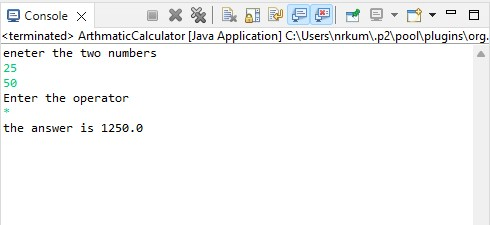 Console
<terminated> ArthmaticCalculator [Java Application] C:\Users\nrkum\.p2\pool\plugins\org.
eneter the two numbers
25
50
Enter the operator
*
the answer is 1250.0